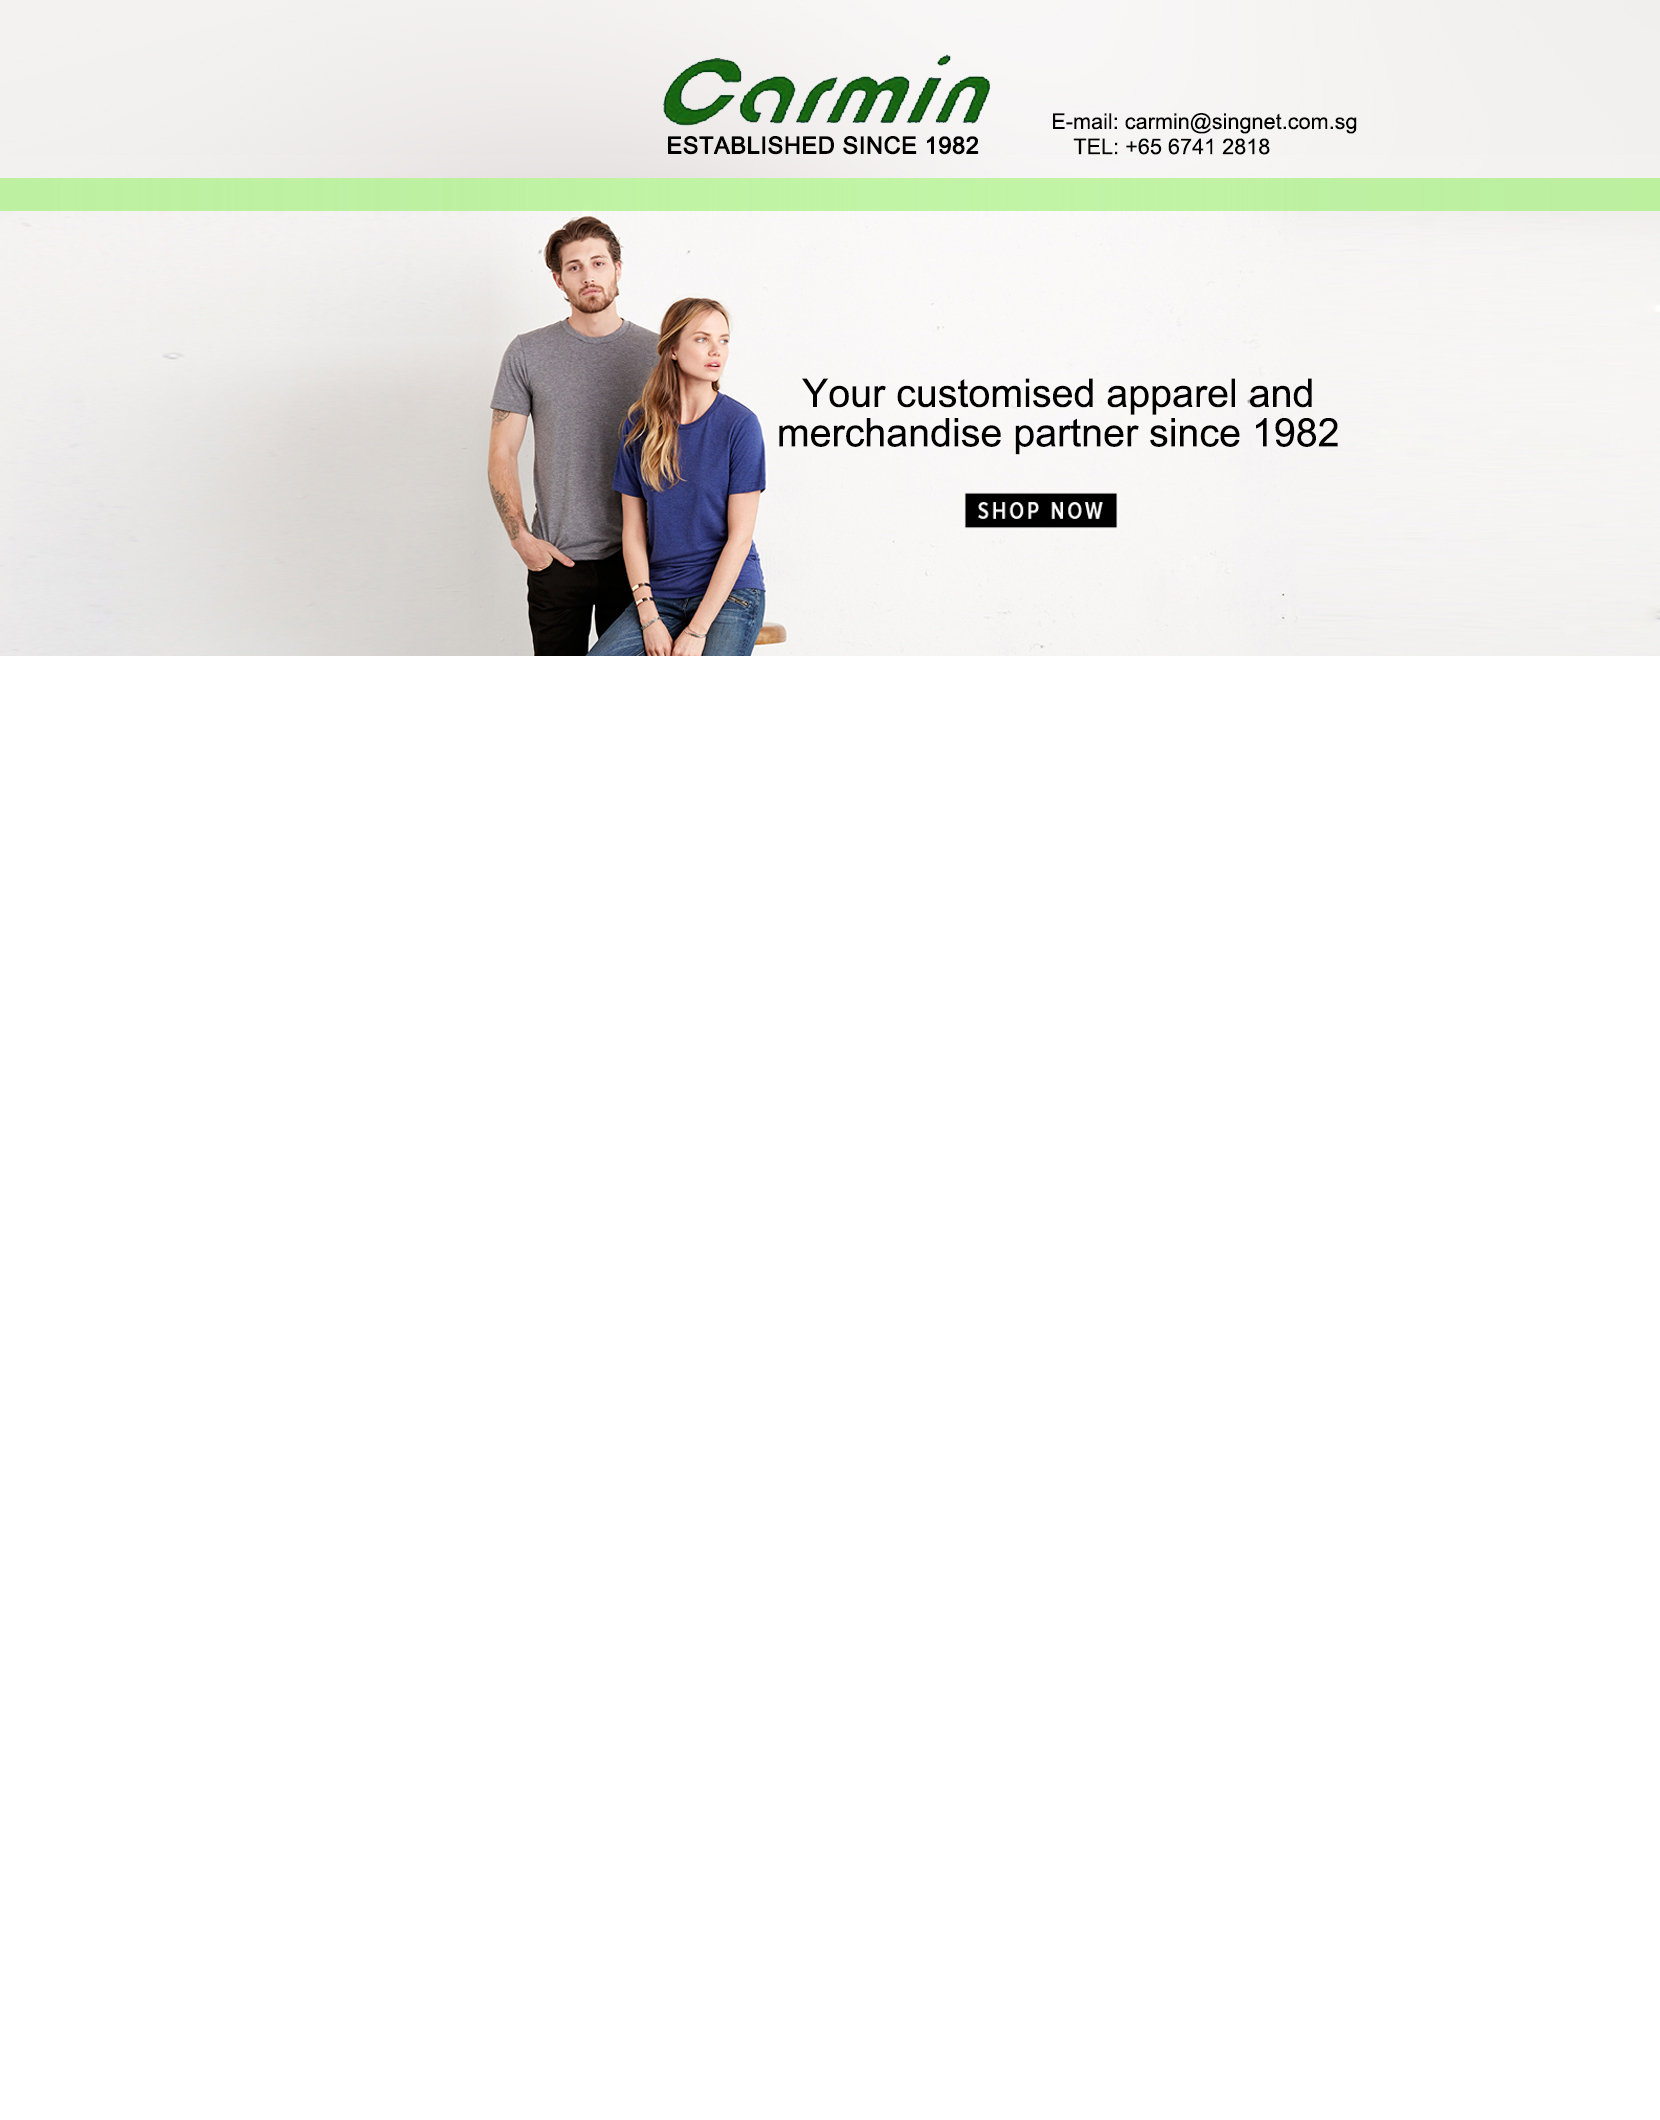 Carmin
ESTABLISHED SINCE 1982
E-mail: carmin@singnet.com.sg
TEL: +65 6741 2818
Your customised apparel and
merchandise partner since 1982
SHOP NOW